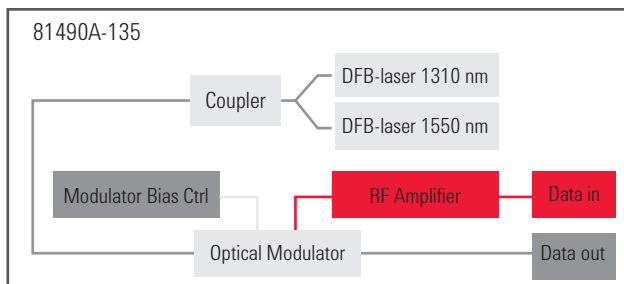 81490A-135
DFB-laser 1310 nm
Coupler
DFB-laser 1550 nm
Modulator Bias Ctrl
RF Amplifier
Data in
Optical Modulator
Data out